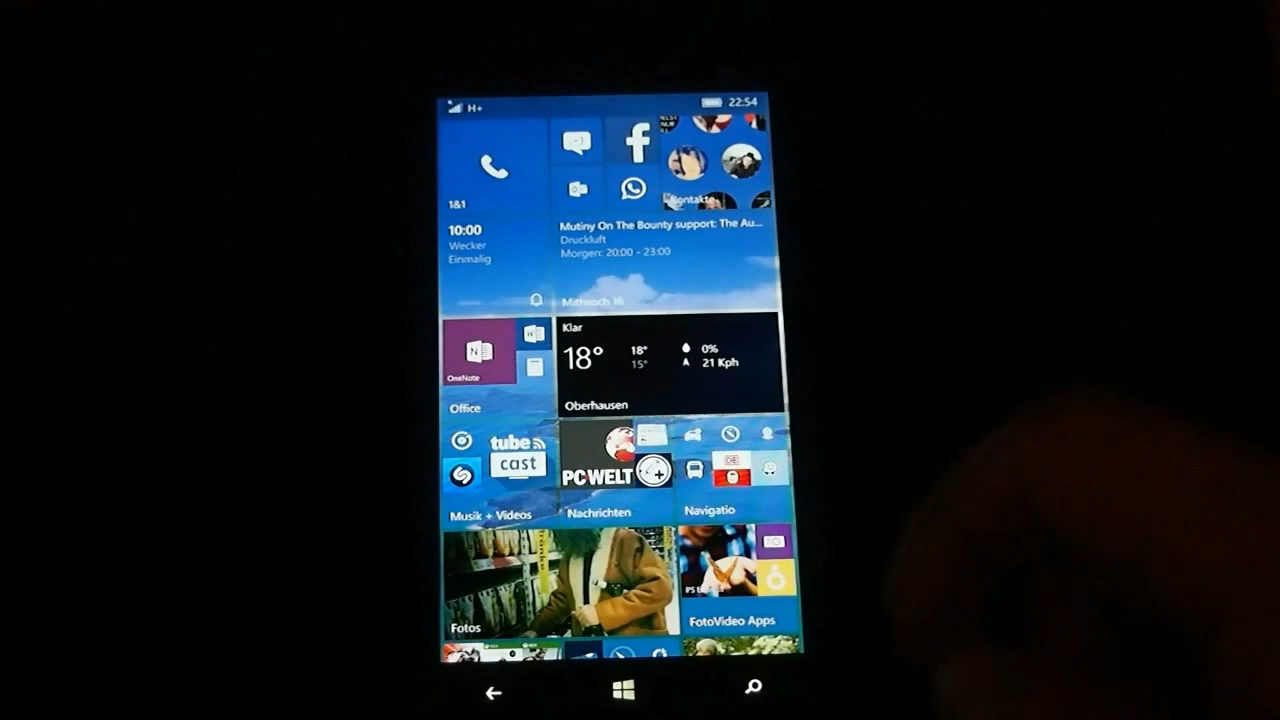 H+
22:54
1&1
Kontakte
10:00
Wecker
Einmalig
Mutiny On The Bounty support: The Au...
Druckluft
Morgen: 20:00 - 23:00
Mittwoch 16
OneNote
Office
Klar
18°
18°
15°
0%
21 Kph
Oberhausen
tube
cast
PCWELT
DB
Musik + Videos
Nachrichten
Navigatio
Fotos
FotoVideo Apps